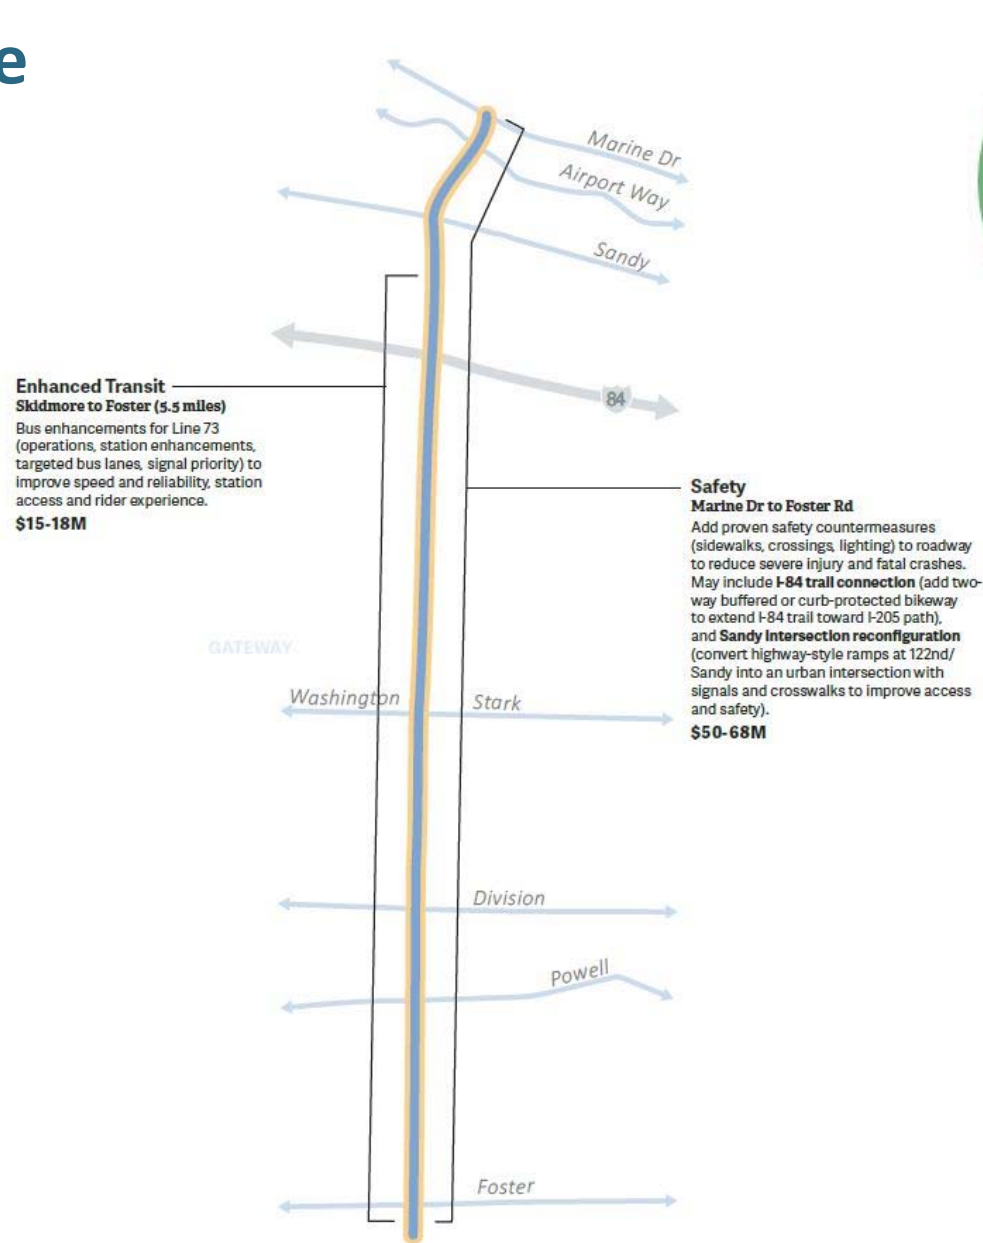 e
Marine Dr
Airport Way
Sandy
84
Enhanced Transit
Skidmore to Foster (5.5 miles)
Bus enhancements for Line 73
(operations, station enhancements,
targeted bus lanes, signal priority) to
improve speed and reliability, station
access and rider experience.
$15-18M
Safety
Marine Dr to Foster Rd
Add proven safety countermeasures
(sidewalks, crossings, lighting) to roadway
to reduce severe injury and fatal crashes.
May include I-84 trail connection (add two-
way buffered or curb-protected bikeway
to extend I-84 trail toward I-205 path),
and Sandy intersection reconfiguration
(convert highway-style ramps at 122nd/
Sandy into an urban intersection with
signals and crosswalks to improve access
and safety).
$50-68M
GATEWAY
Washington
Stark
Division
Powell
Foster